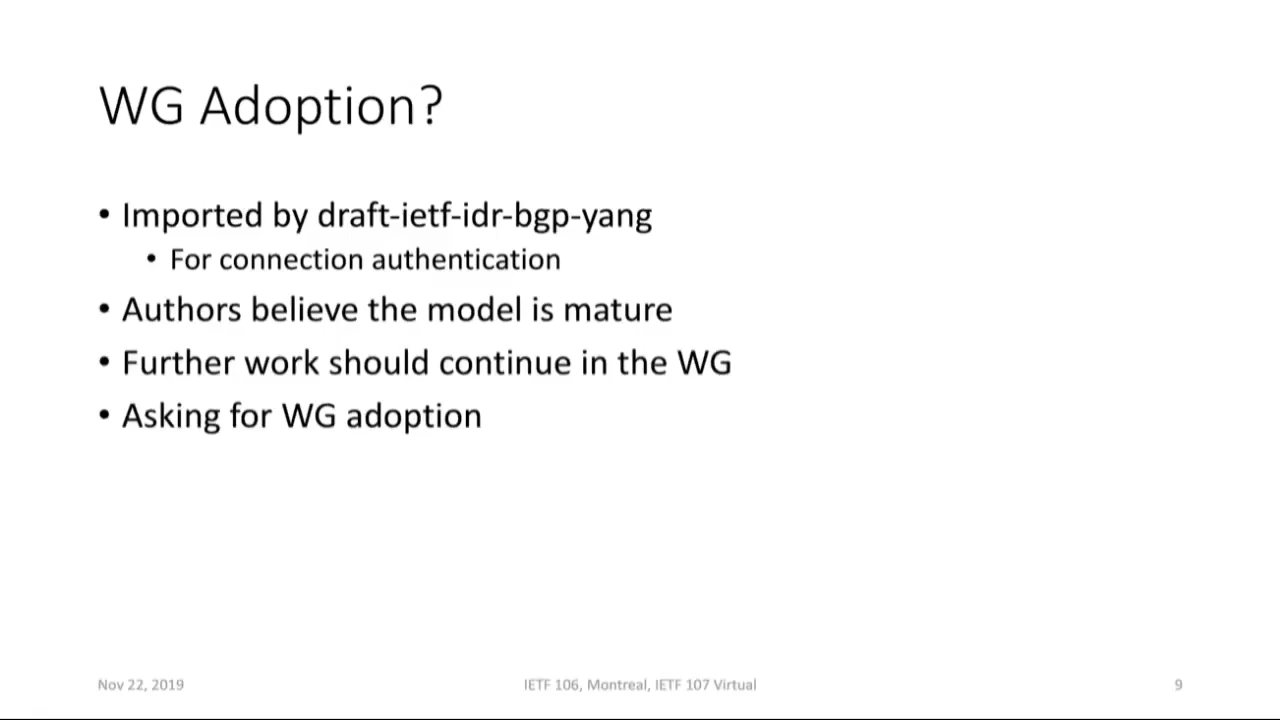 WG Adoption?
• Imported by draft-ietf-idr-bgp-yang
• For connection authentication
• Authors believe the model is mature
• Further work should continue in the WG
• Asking for WG adoption
Nov 22, 2019
IETF 106, Montreal, IETF 107 Virtual
9